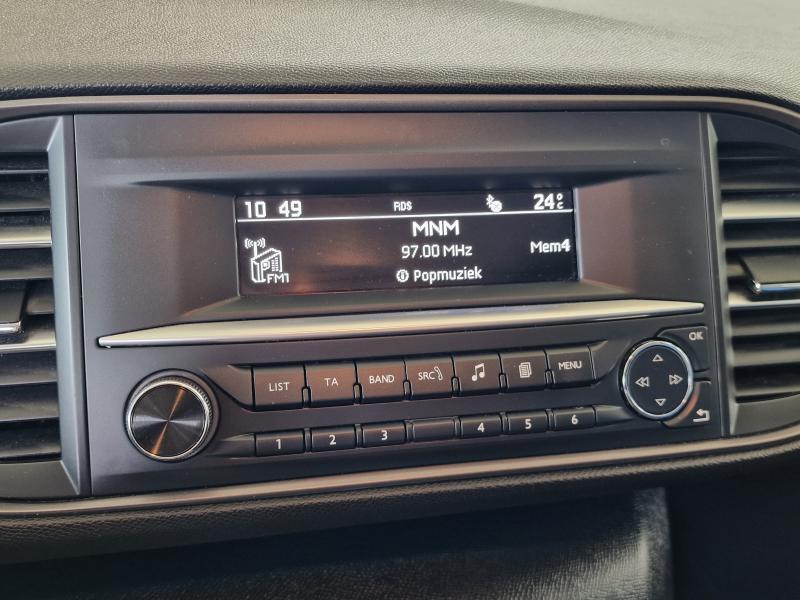 10 49 RDS 24°C
MNM
97.00 MHz Mem4
FM1 Popmuziek
OK
LIST TA BAND SRC MENU
1 2 3 4 5 6